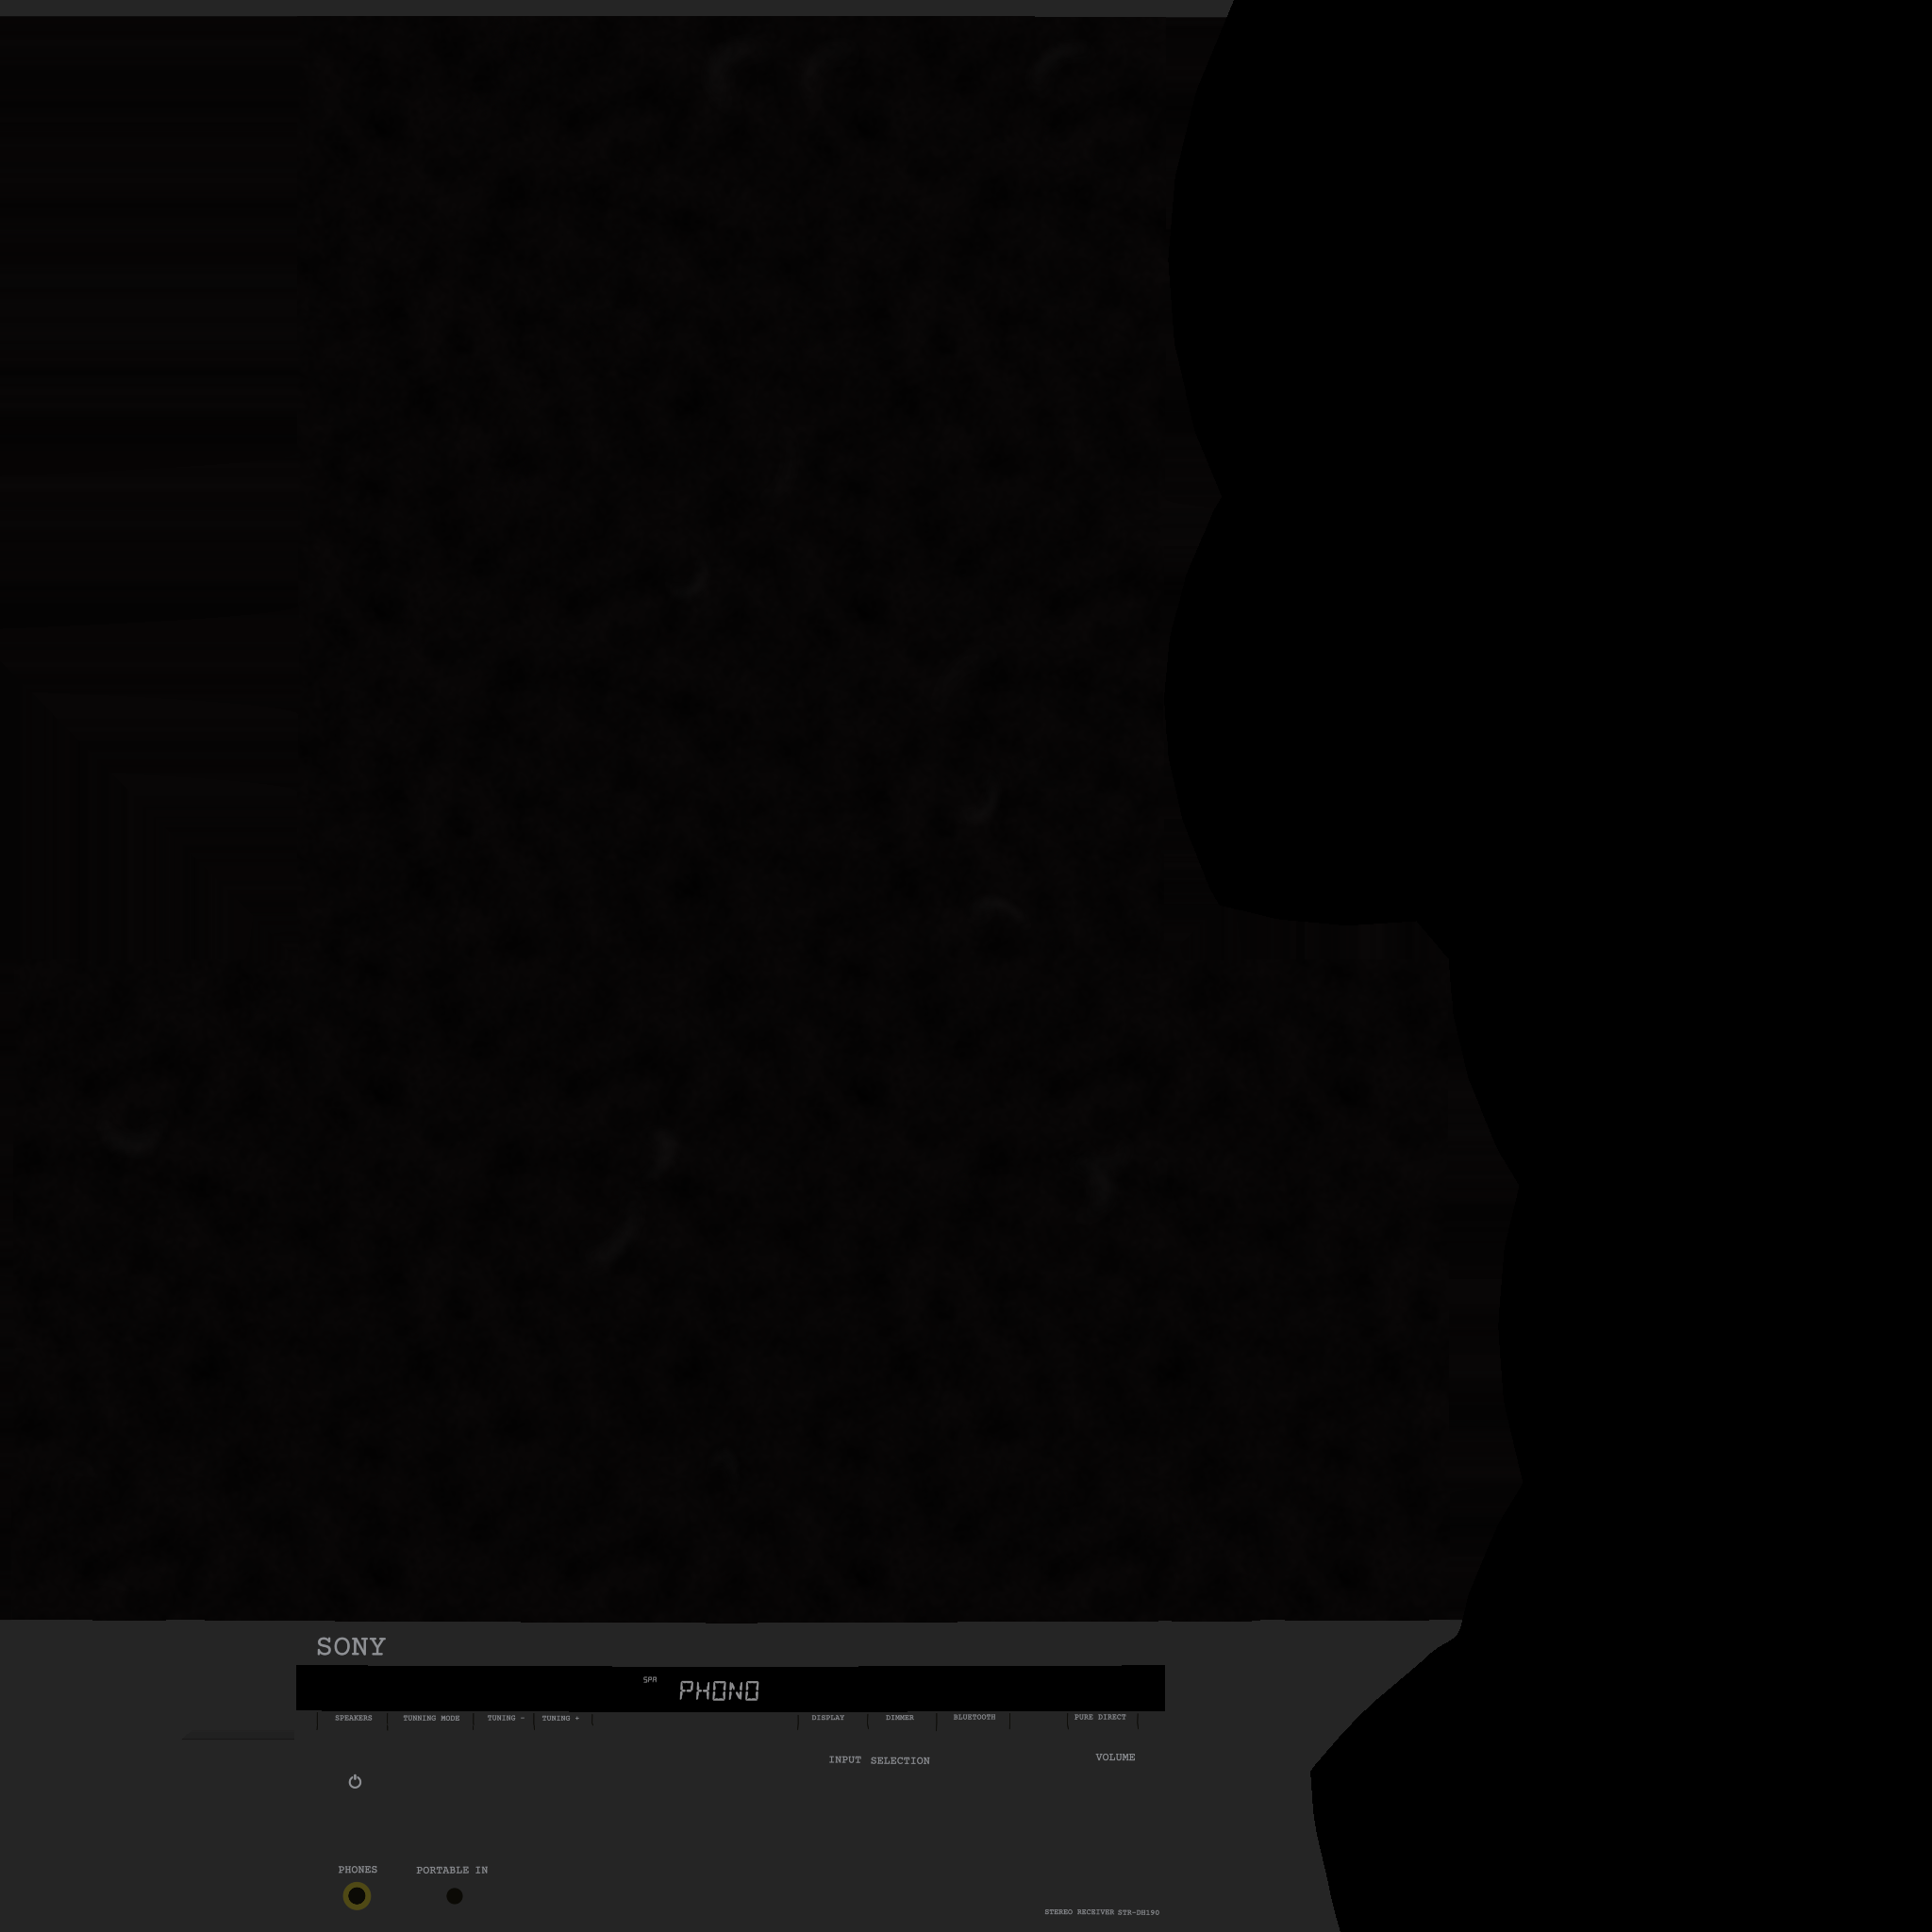 SONY
SPA PHONO
SPEAKERS TUNNING MODE TUNING - TUNING + DISPLAY DIMMER BLUETOOTH PURE DIRECT
INPUT SELECTION VOLUME
PHONES PORTABLE IN
STEREO RECEIVER STR-DH190